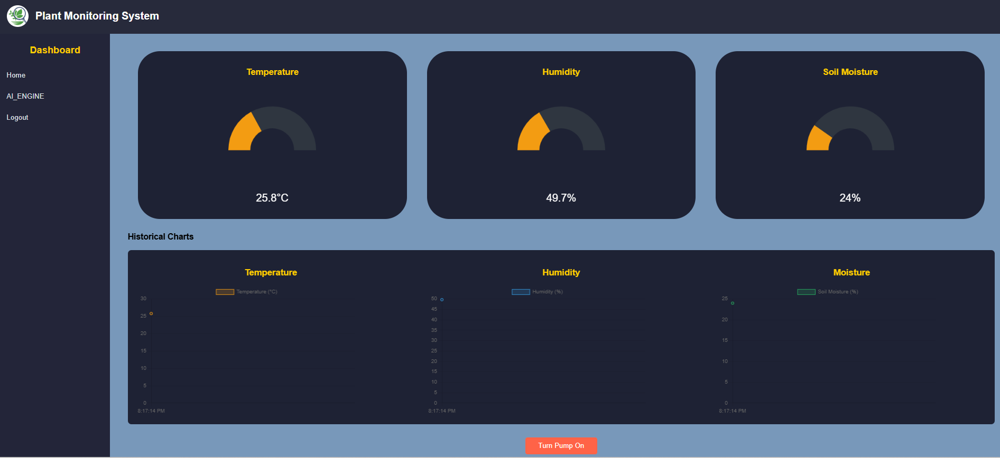 Plant Monitoring System
Dashboard
Home
AI_ENGINE
Logout
Temperature
25.8°C
Humidity
49.7%
Soil Moisture
24%
Historical Charts
Temperature
Temperature (°C)
30
25
20
15
10
5
0
8:17:14 PM
Humidity
Humidity (%)
50
45
40
35
30
25
20
15
10
5
0
8:17:14 PM
Moisture
Soil Moisture (%)
25
20
15
10
5
0
8:17:14 PM
Turn Pump On